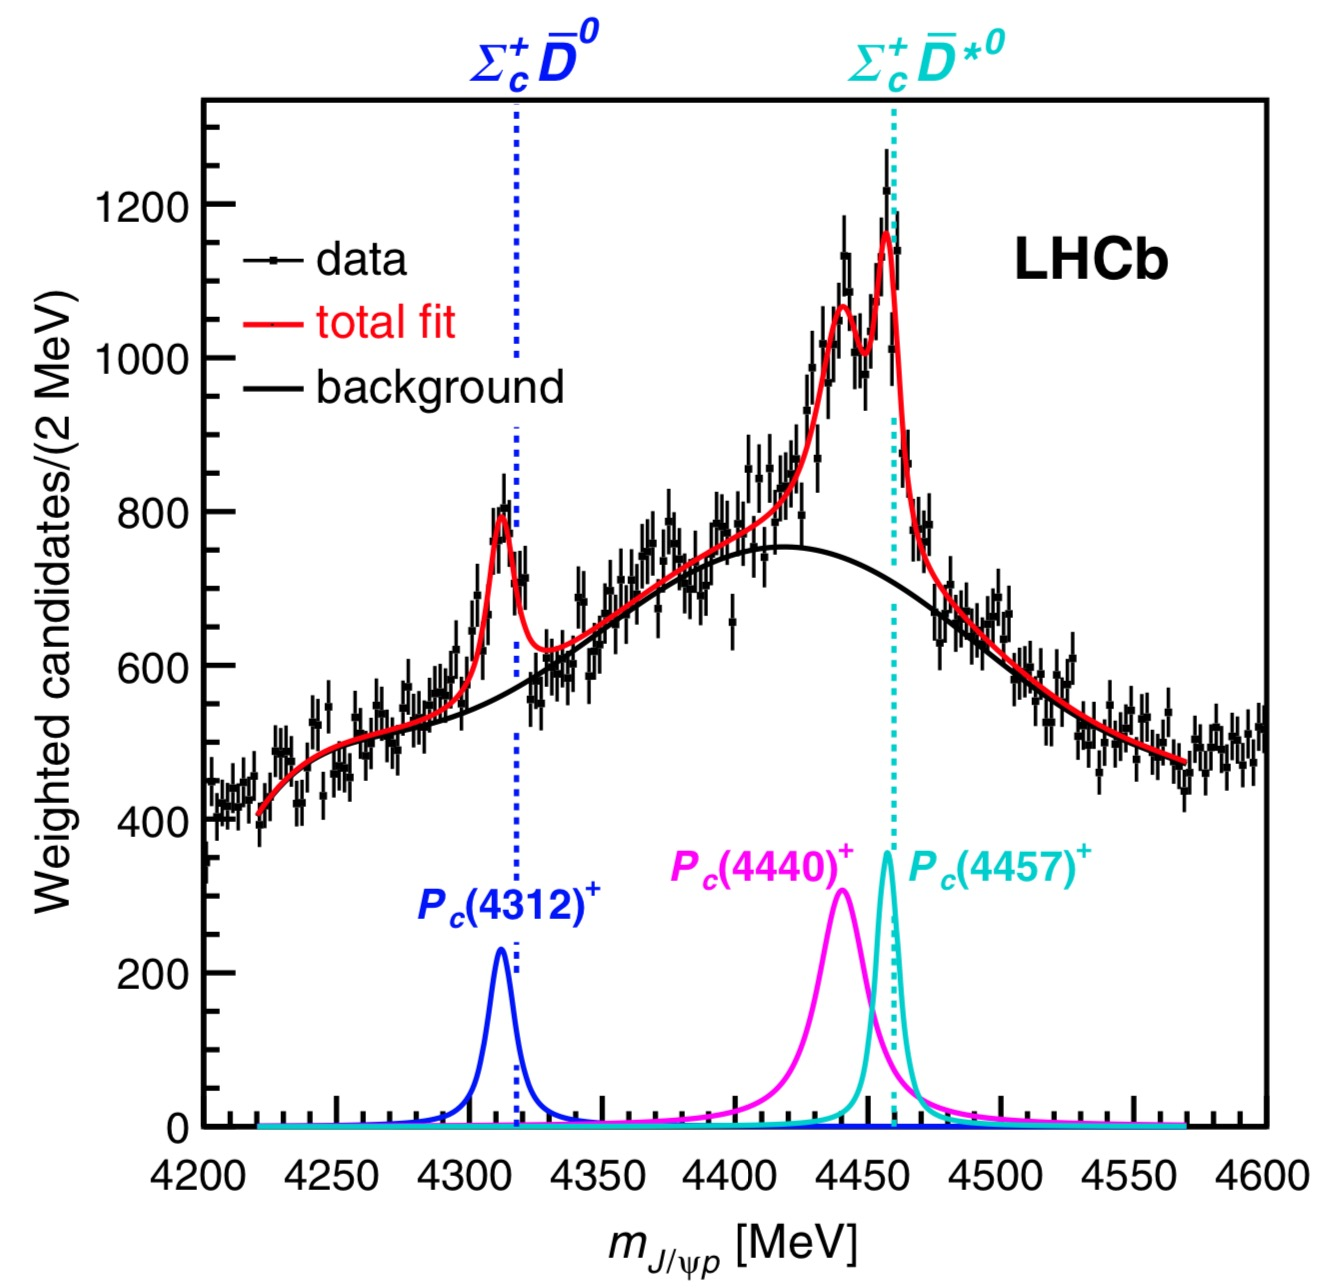 Σc+ D̄0 Σc+ D̄*0
LHCb
data
total fit
background
Weighted candidates/(2 MeV)
1200
1000
800
600
400
200
0
Pc(4312)+
Pc(4440)+
Pc(4457)+
4200 4250 4300 4350 4400 4450 4500 4550 4600
mJ/ψp [MeV]